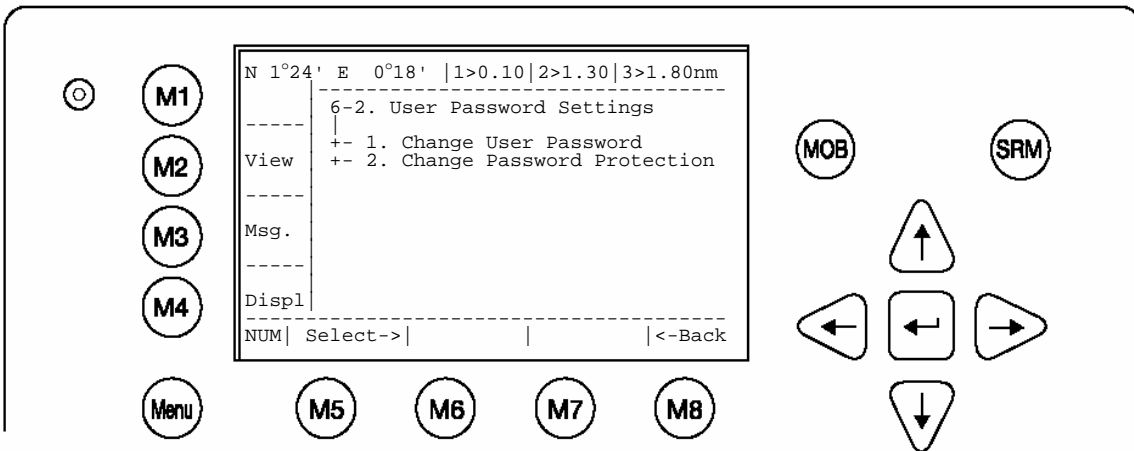 N 1°24' E 0°18' |1>0.10|2>1.30|3>1.80nm
6-2. User Password Settings
+- 1. Change User Password
View
+- 2. Change Password Protection
Msg.
Displ
NUM| Select->| | |<-Back
M1
M2
M3
M4
Menu
M5
M6
M7
M8
MOB
SRM